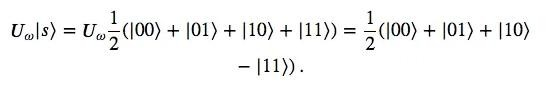 U_ω|s⟩ = U_ω 1/2 (|00⟩ + |01⟩ + |10⟩ + |11⟩) = 1/2 (|00⟩ + |01⟩ + |10⟩
− |11⟩) .